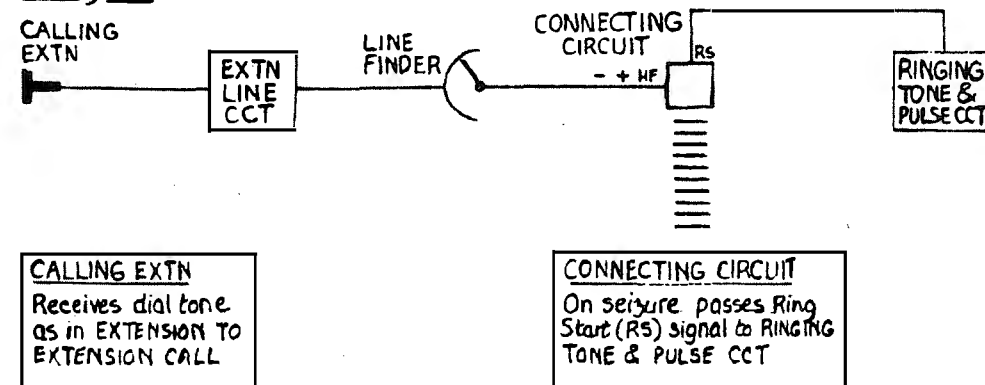 CALLING
EXTN
EXTN
LINE
CCT
LINE
FINDER
CONNECTING
CIRCUIT
RS
- + HF
RINGING
TONE &
PULSE CCT
CALLING EXTN
Receives dial tone
as in EXTENSION TO
EXTENSION CALL
CONNECTING CIRCUIT
On seizure passes Ring
Start (RS) signal to RINGING
TONE & PULSE CCT